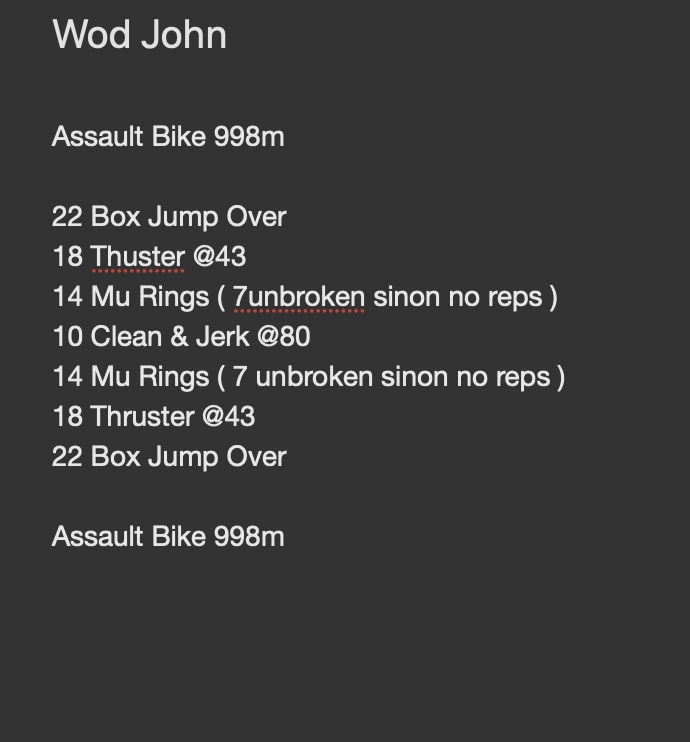 Wod John
Assault Bike 998m
22 Box Jump Over
18 Thuster @43
14 Mu Rings ( 7unbroken sinon no reps )
10 Clean & Jerk @80
14 Mu Rings ( 7 unbroken sinon no reps )
18 Thruster @43
22 Box Jump Over
Assault Bike 998m